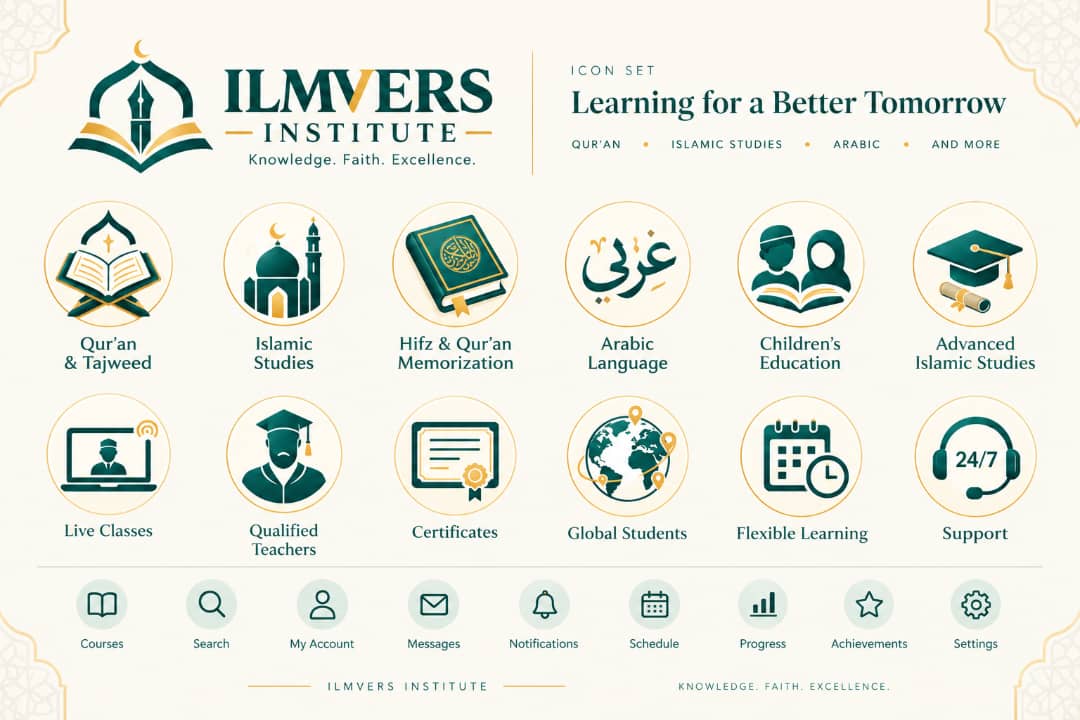 ILMVERS
INSTITUTE
Knowledge. Faith. Excellence.
ICON SET
Learning for a Better Tomorrow
QUR'AN • ISLAMIC STUDIES • ARABIC • AND MORE
غربي
Qur'an
& Tajweed
Islamic
Studies
Hifz & Qur'an
Memorization
Arabic
Language
Children's
Education
Advanced
Islamic Studies
24/7
Live Classes
Qualified
Teachers
Certificates
Global Students
Flexible Learning
Support
Courses
Search
My Account
Messages
Notifications
Schedule
Progress
Achievements
Settings
ILMVERS INSTITUTE
KNOWLEDGE. FAITH. EXCELLENCE.